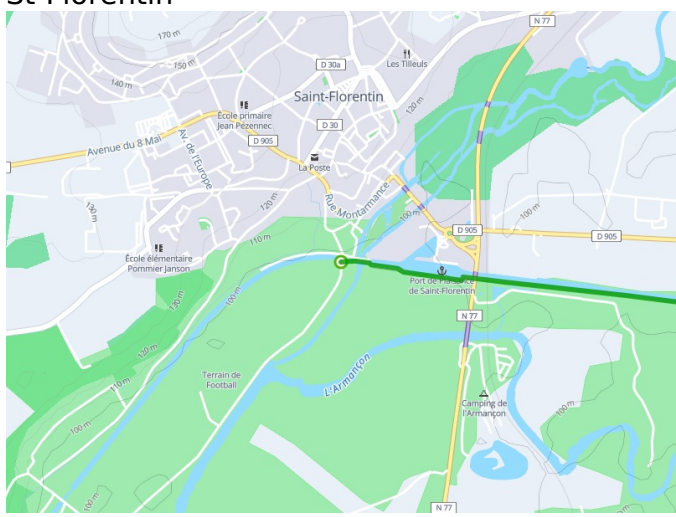 St-Florentin
N 77
170 m
150 m
140 m
D 30a
Les Tilleuls
Saint-Florentin
120 m
École primaire
Jean Pezennec
D 30
Avenue du 8 Mai
D 905
Av. de l'Europe
La Poste
Rue Montarmance
130 m
120 m
100 m
100 m
D 905
110 m
École élémentaire
Pommier Janson
Port de Plaisance
de Saint-Florentin
100 m
130 m
N 77
120 m
Terrain de
Football
L'Armançon
110 m
Camping de
l'Armançon
100 m
100 m
100 m
N 77